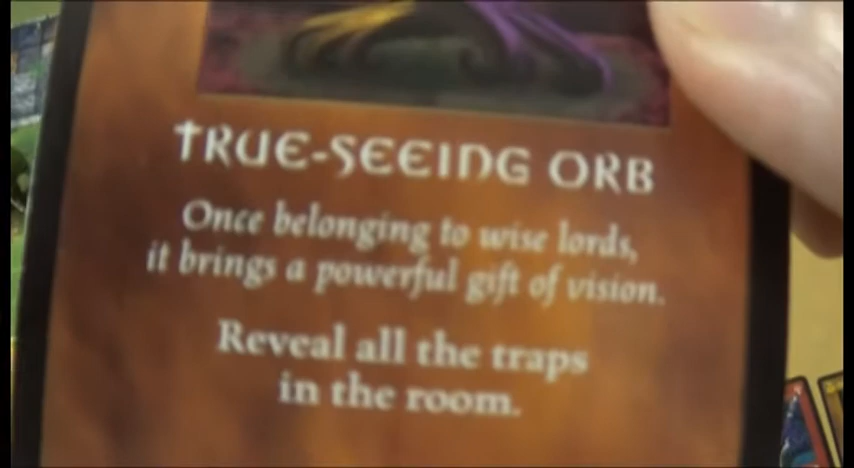 TRUE-SEEING ORB
Once belonging to wise lords,
it brings a powerful gift of vision.
Reveal all the traps
in the room.